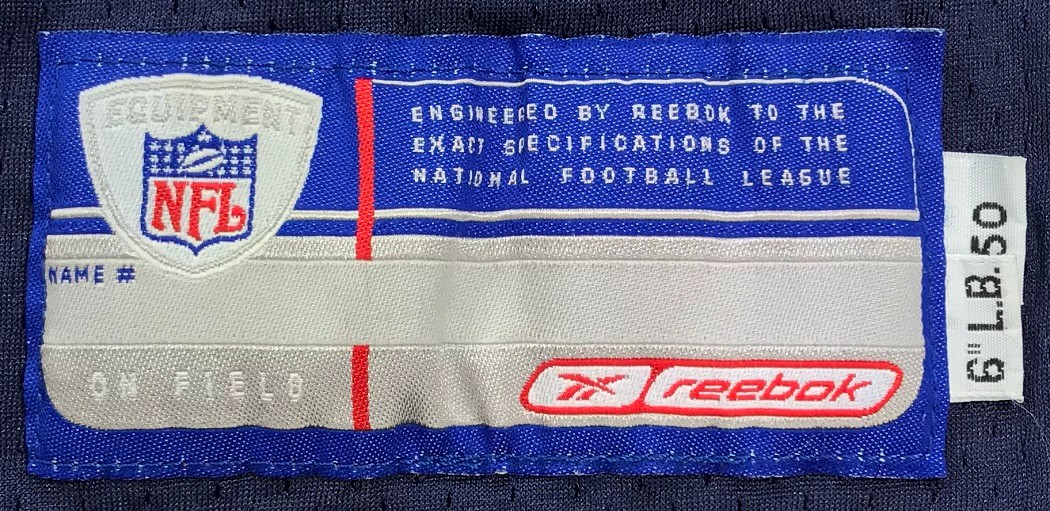 EQUIPMENT
NFL
ENGINEERED BY REEBOK TO THE
EXACT SPECIFICATIONS OF THE
NATIONAL FOOTBALL LEAGUE
NAME #
ON FIELD
reebok
6" L.B. 50